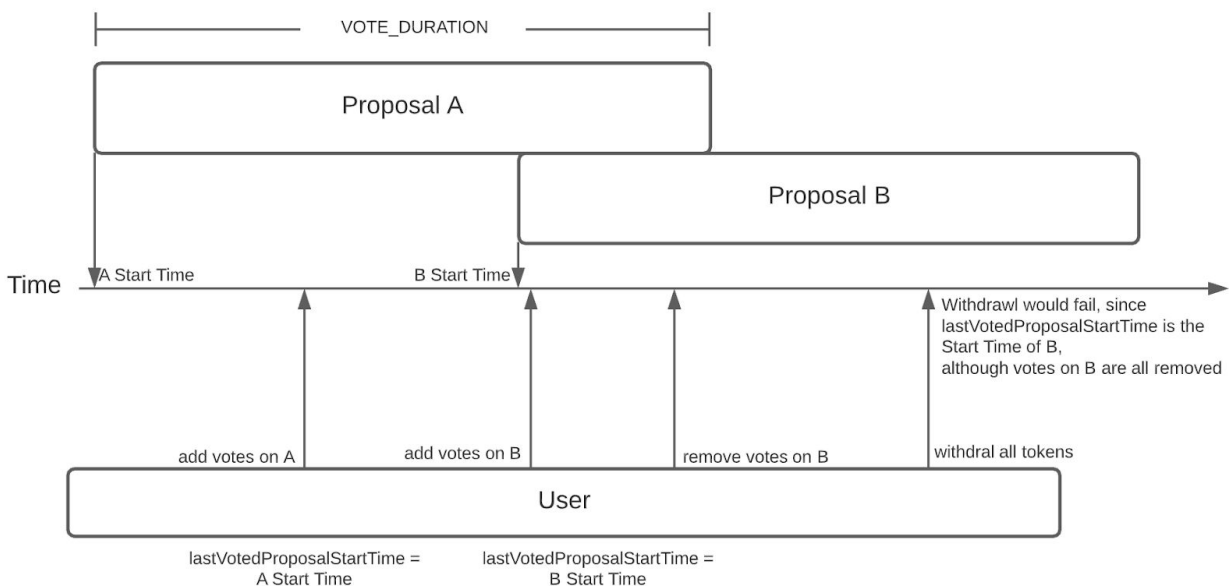 VOTE_DURATION
Proposal A
Proposal B
A Start Time
B Start Time
Time
Withdrawl would fail, since
lastVotedProposalStartTime is the
Start Time of B,
although votes on B are all removed
add votes on A
add votes on B
remove votes on B
withdral all tokens
User
lastVotedProposalStartTime =
A Start Time
lastVotedProposalStartTime =
B Start Time